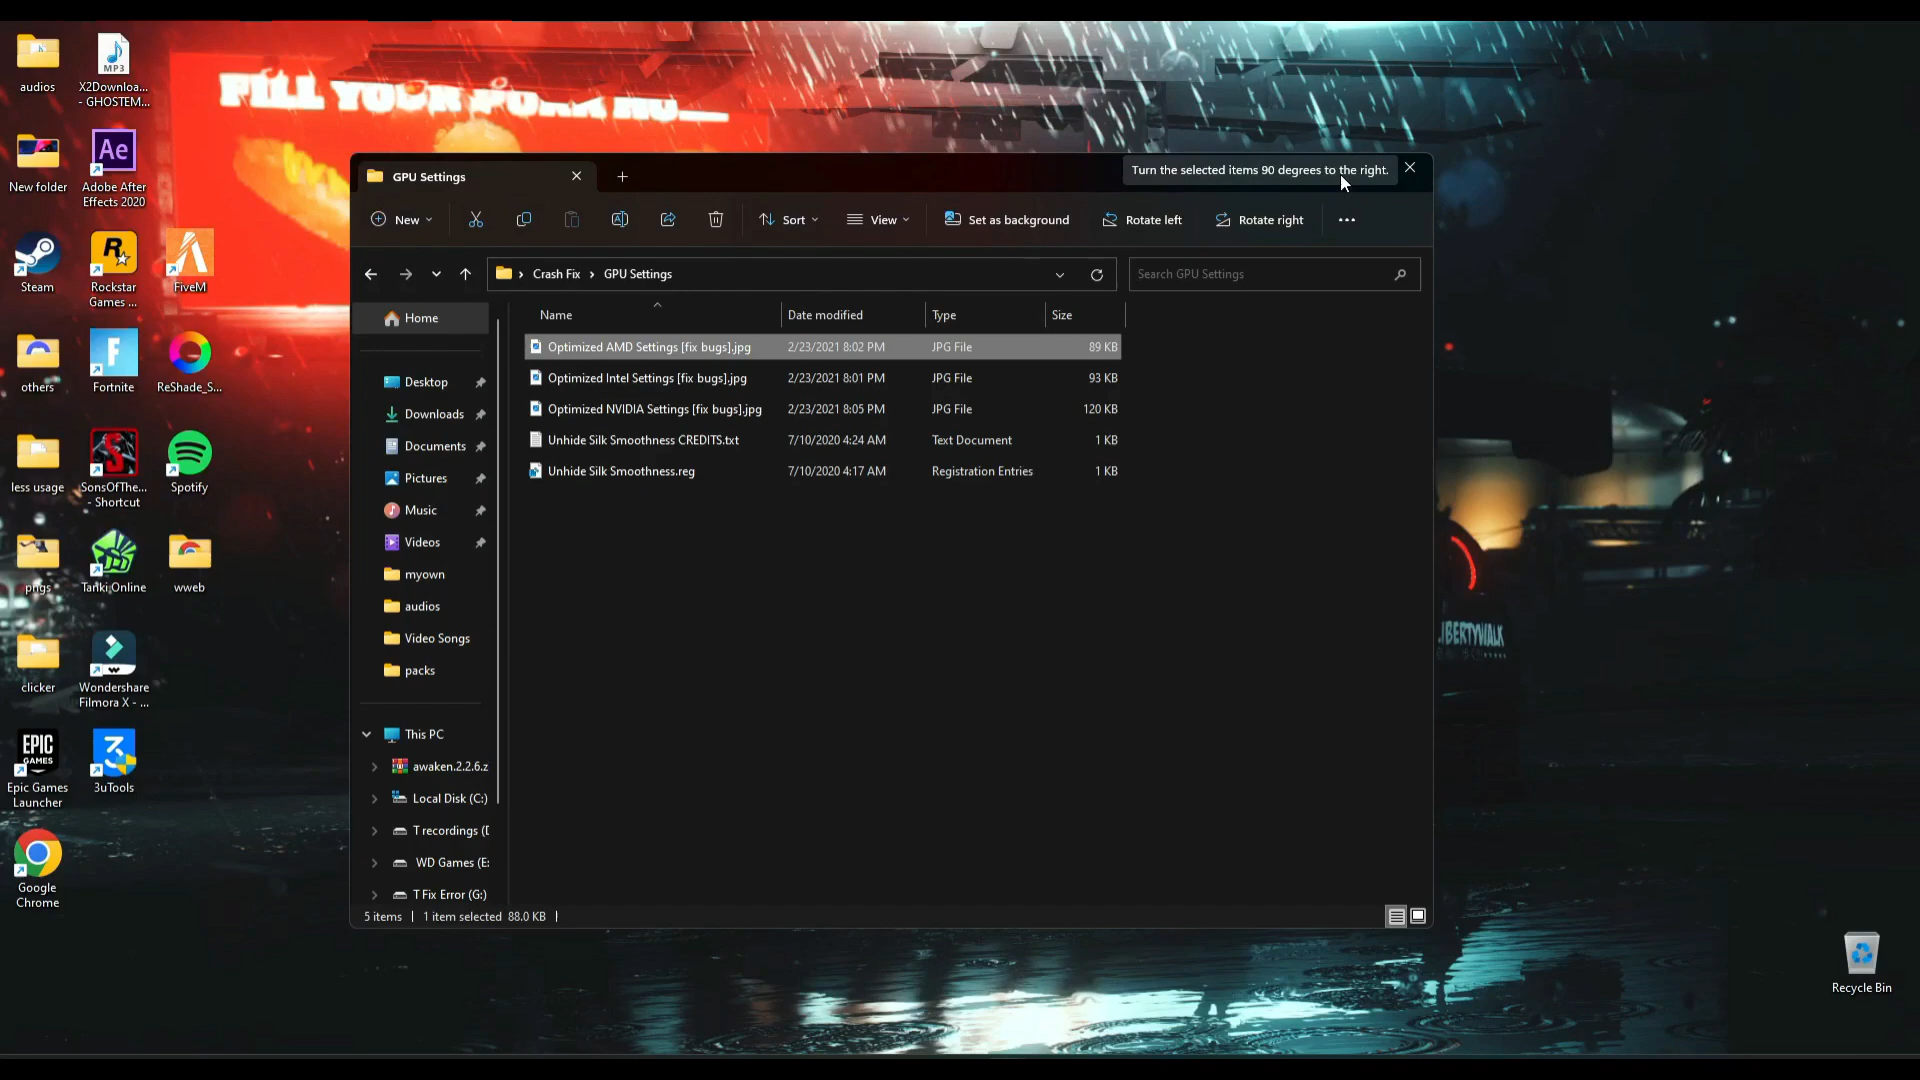 audios
MP3
X2Downloa...
- GHOSTEM...
New folder
Ae
Adobe After
Effects 2020
Steam
R
Rockstar
Games ...
FiveM
others
F
Fortnite
ReShade_S...
less usage
SonsOfThe...
- Shortcut
Spotify
pngs
Tanki Online
wweb
clicker
Wondershare
Filmora X - ...
EPIC
GAMES
Epic Games
Launcher
3uTools
Google
Chrome
FILL YOUR
GPU Settings
Turn the selected items 90 degrees to the right.
New
Sort
View
Set as background
Rotate left
Rotate right
Crash Fix › GPU Settings
Search GPU Settings
Home
Desktop
Downloads
Documents
Pictures
Music
Videos
myown
audios
Video Songs
packs
This PC
awaken.2.2.6.z
Local Disk (C:)
T recordings (D
WD Games (E:
T Fix Error (G:)
Name Date modified Type Size
Optimized AMD Settings [fix bugs].jpg 2/23/2021 8:02 PM JPG File 89 KB
Optimized Intel Settings [fix bugs].jpg 2/23/2021 8:01 PM JPG File 93 KB
Optimized NVIDIA Settings [fix bugs].jpg 2/23/2021 8:05 PM JPG File 120 KB
Unhide Silk Smoothness CREDITS.txt 7/10/2020 4:24 AM Text Document 1 KB
Unhide Silk Smoothness.reg 7/10/2020 4:17 AM Registration Entries 1 KB
5 items 1 item selected 88.0 KB
LIBERTYWALK
Recycle Bin